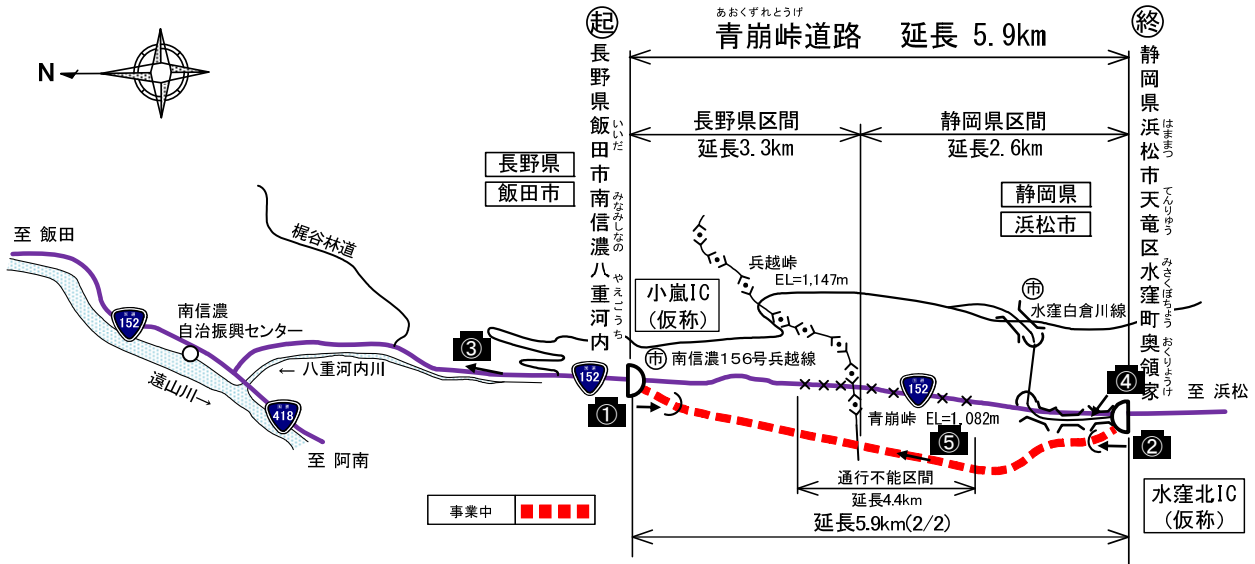 あおくずれとうげ
青崩峠道路 延長 5.9km
N
起
長野県飯田市南信濃八重河内
いいだ
みなみしなの
やえごうち
終
静岡県浜松市天竜区水窪町奥領家
はままつ
てんりゅう
みさくぼちょう
おくりょうけ
長野県区間
延長3.3km
静岡県区間
延長2.6km
長野県
飯田市
静岡県
浜松市
至 飯田
梶谷林道
152
南信濃
自治振興センター
遠山川→
← 八重河内川
418
至 阿南
③
152
小嵐IC
(仮称)
兵越峠
EL=1,147m
市
水窪白倉川線
市 南信濃156号兵越線
152
①
青崩峠 EL=1,082m
④
至 浜松
②
⑤
通行不能区間
延長4.4km
延長5.9km(2/2)
水窪北IC
(仮称)
事業中